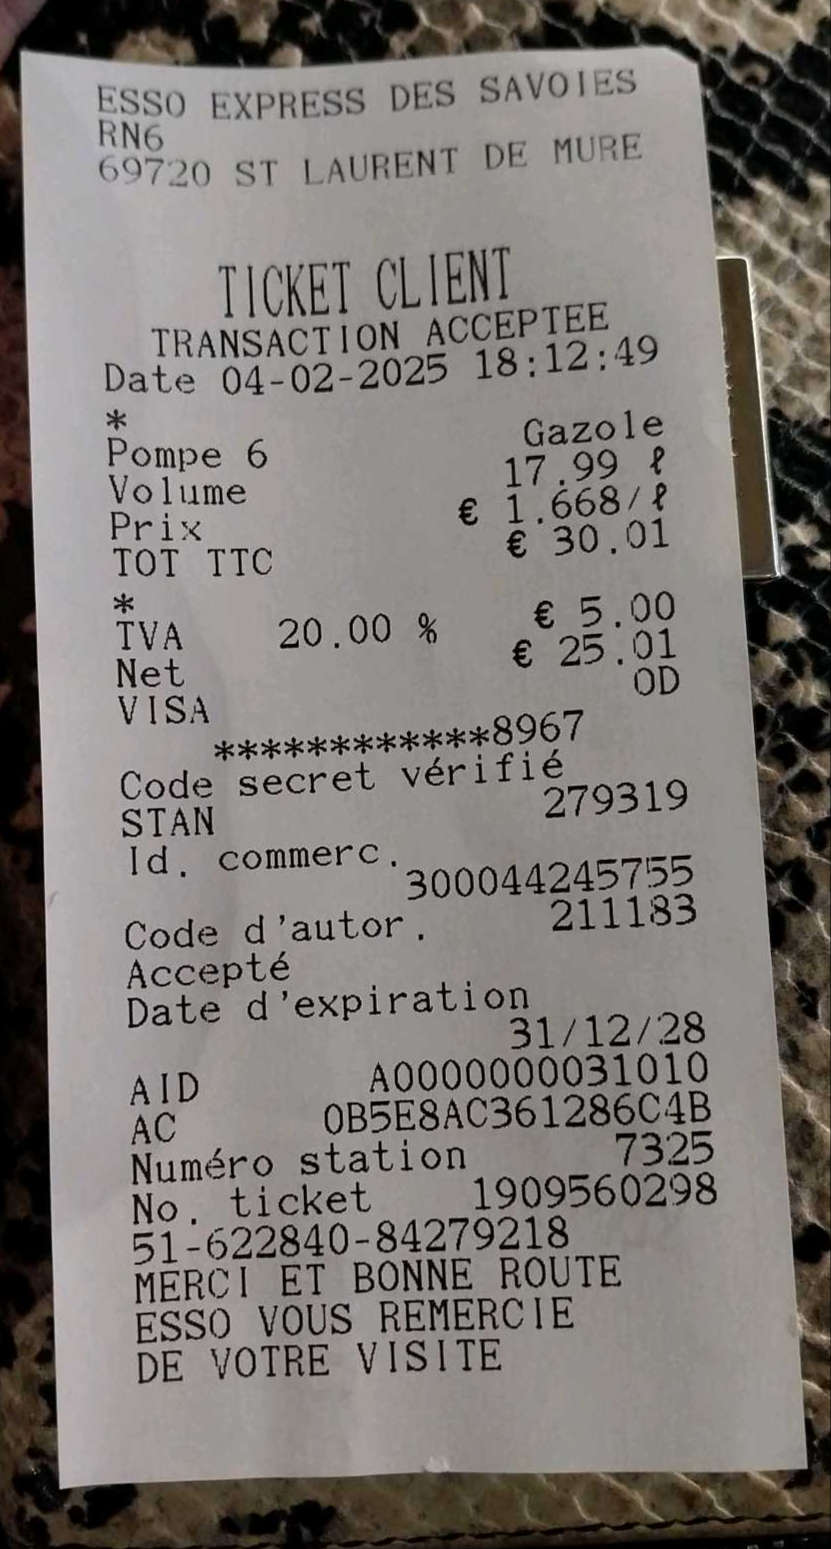 ESSO EXPRESS DES SAVOIES
RN6
69720 ST LAURENT DE MURE
TICKET CLIENT
TRANSACTION ACCEPTEE
Date 04-02-2025 18:12:49
*
Pompe 6 Gazole
Volume 17.99 ℓ
Prix € 1.668/ℓ
TOT TTC € 30.01
*
TVA 20.00 % € 5.00
Net € 25.01
VISA OD
************8967
Code secret vérifié
STAN 279319
Id. commerc.
300044245755
Code d'autor. 211183
Accepté
Date d'expiration
31/12/28
AID A0000000031010
AC 0B5E8AC361286C4B
Numéro station 7325
No. ticket 1909560298
51-622840-84279218
MERCI ET BONNE ROUTE
ESSO VOUS REMERCIE
DE VOTRE VISITE